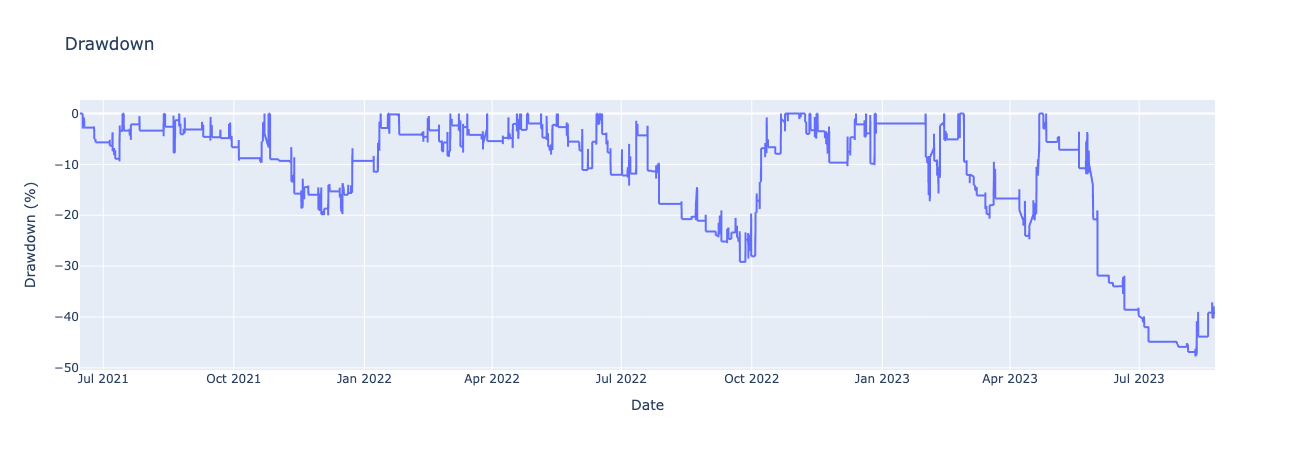 Drawdown
0
−10
−20
−30
−40
−50
Drawdown (%)
Jul 2021 Oct 2021 Jan 2022 Apr 2022 Jul 2022 Oct 2022 Jan 2023 Apr 2023 Jul 2023
Date